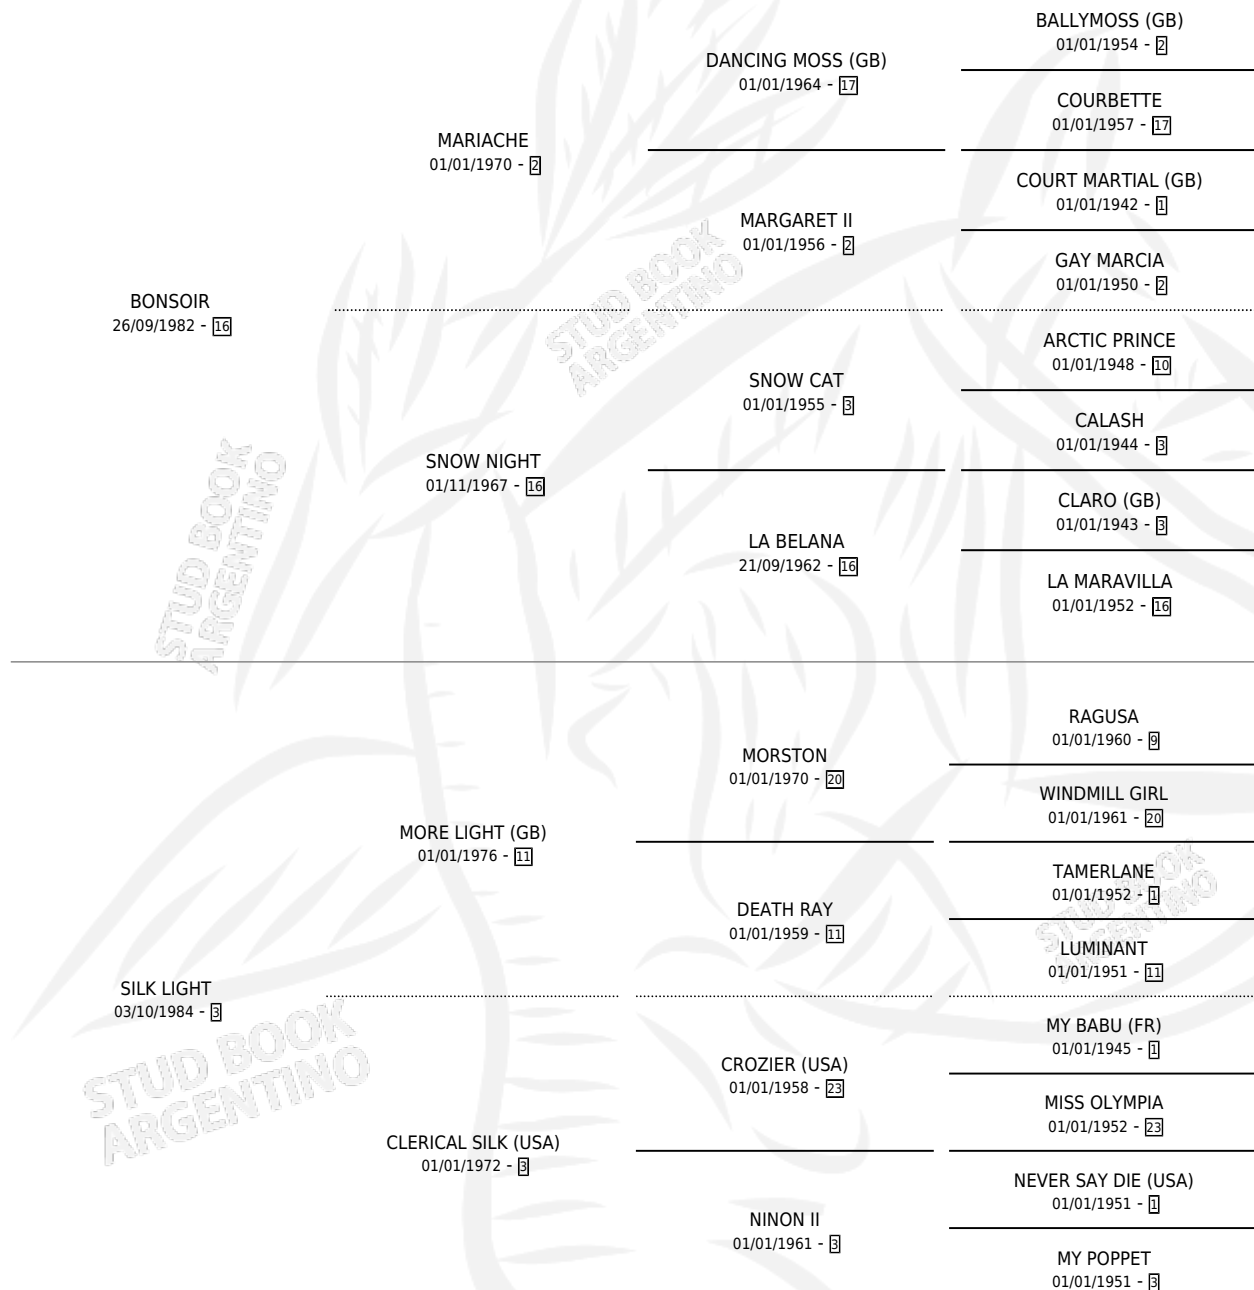 BALLYMOSS (GB)
01/01/1954 - 2
DANCING MOSS (GB)
01/01/1964 - 17
COURBETTE
01/01/1957 - 17
MARIACHE
01/01/1970 - 2
COURT MARTIAL (GB)
01/01/1942 - 1
MARGARET II
01/01/1956 - 2
GAY MARCIA
01/01/1950 - 2
BONSOIR
26/09/1982 - 16
STUD BOOK
ARGENTINO
ARCTIC PRINCE
01/01/1948 - 10
SNOW CAT
01/01/1955 - 3
CALASH
01/01/1944 - 3
SNOW NIGHT
01/11/1967 - 16
CLARO (GB)
01/01/1943 - 3
LA BELANA
21/09/1962 - 16
LA MARAVILLA
01/01/1952 - 16
STUD BOOK
ARGENTINO
RAGUSA
01/01/1960 - 9
MORSTON
01/01/1970 - 20
WINDMILL GIRL
01/01/1961 - 20
MORE LIGHT (GB)
01/01/1976 - 11
TAMERLANE
01/01/1952 - 1
DEATH RAY
01/01/1959 - 11
LUMINANT
01/01/1951 - 11
STUD BOOK
ARGENTINO
SILK LIGHT
03/10/1984 - 3
MY BABU (FR)
01/01/1945 - 1
CROZIER (USA)
01/01/1958 - 23
MISS OLYMPIA
01/01/1952 - 23
STUD BOOK
ARGENTINO
CLERICAL SILK (USA)
01/01/1972 - 3
NEVER SAY DIE (USA)
01/01/1951 - 1
NINON II
01/01/1961 - 3
MY POPPET
01/01/1951 - 3